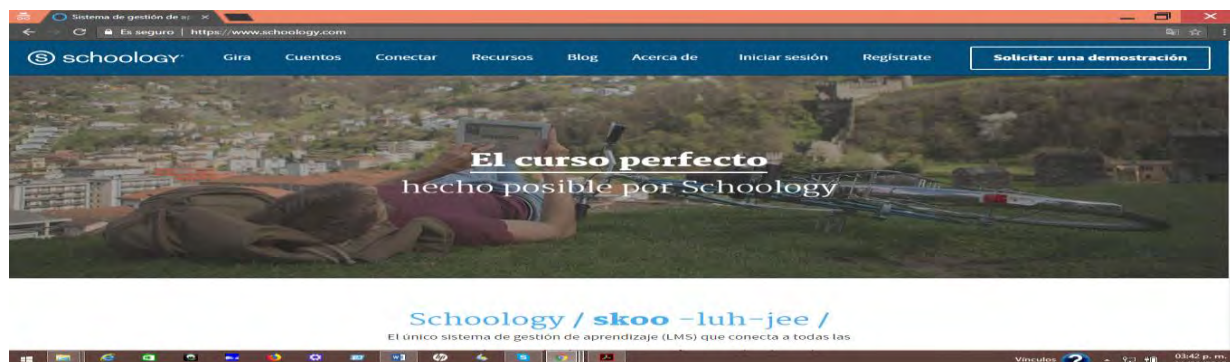 Sistema de gestión de a
Es seguro | https://www.schoology.com
S schoology
Gira
Cuentos
Conectar
Recursos
Blog
Acerca de
Iniciar sesión
Regístrate
Solicitar una demostración
El curso perfecto
hecho posible por Schoology
Schoology / skoo -luh-jee /
El único sistema de gestión de aprendizaje (LMS) que conecta a todas las
Vínculos
03:42 p. m.